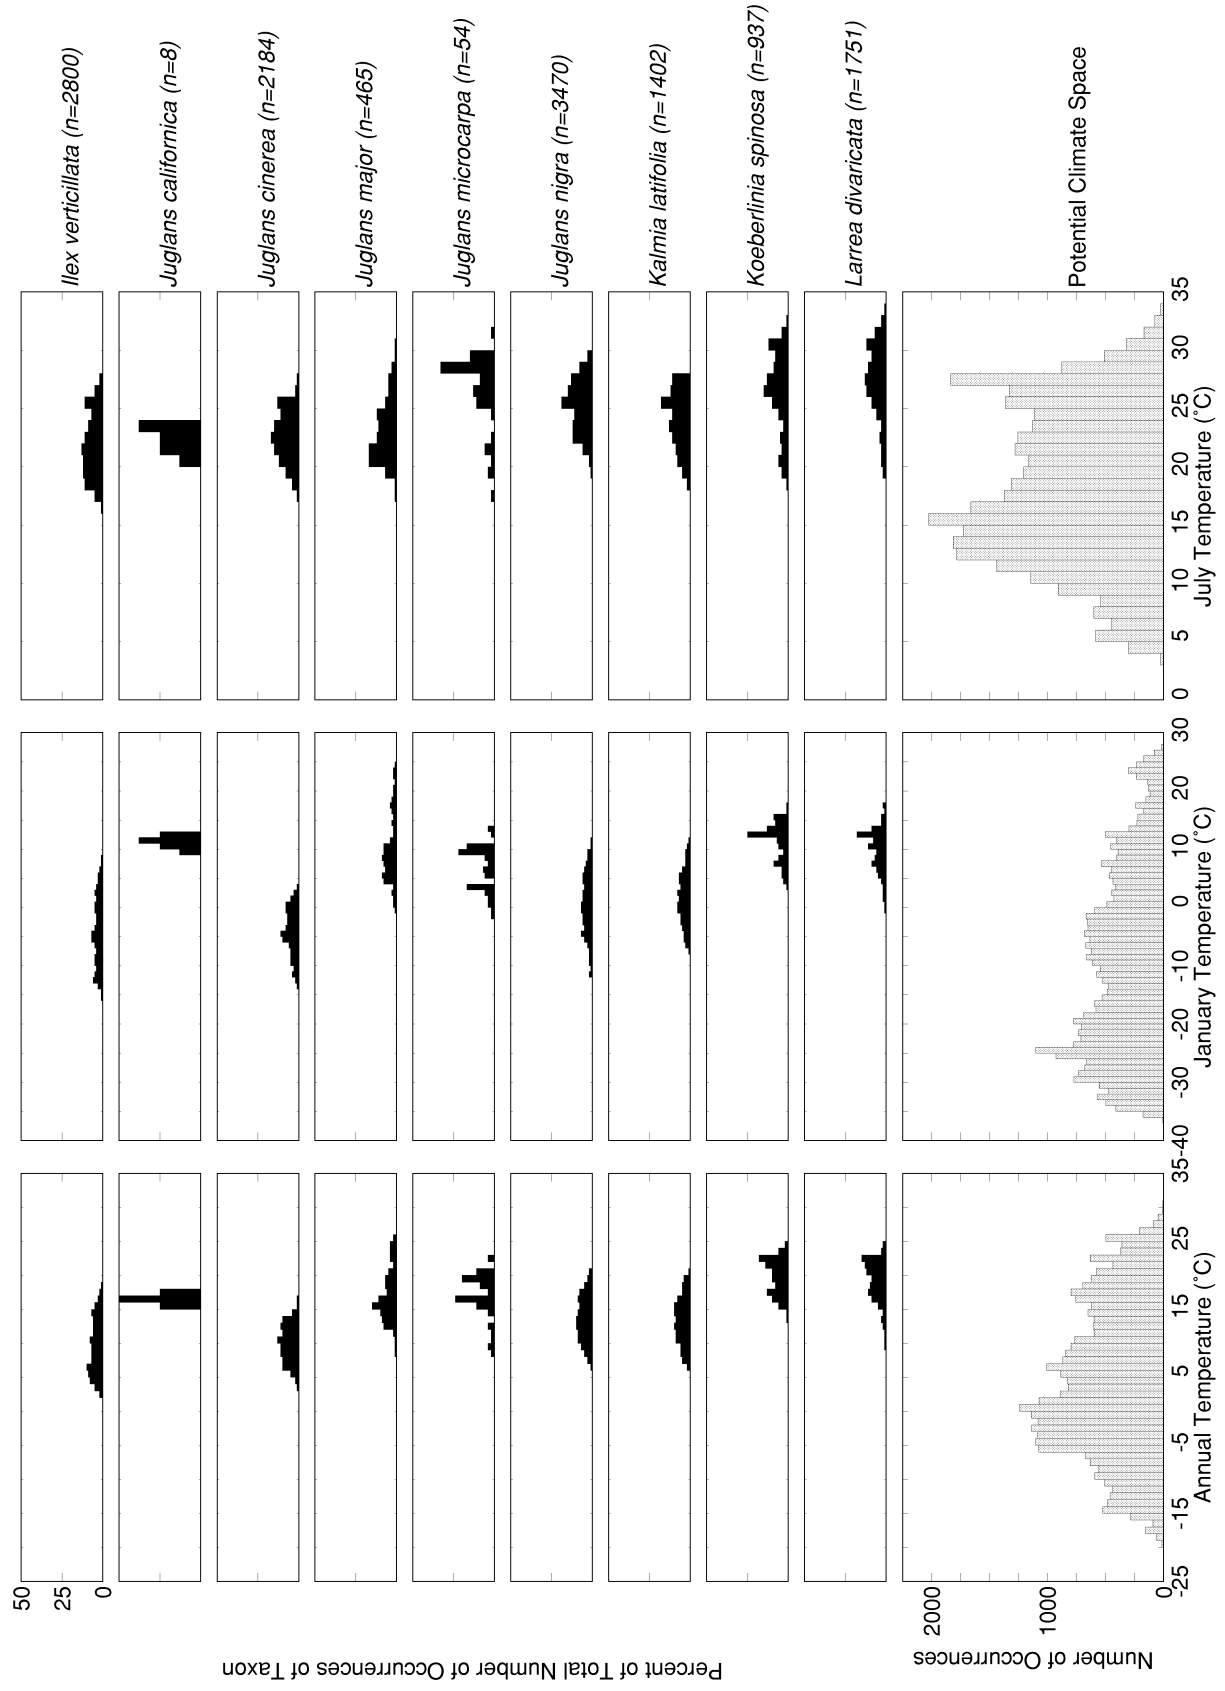 Ilex verticillata (n=2800)
Juglans californica (n=8)
Juglans cinerea (n=2184)
Juglans major (n=465)
Juglans microcarpa (n=54)
Juglans nigra (n=3470)
Kalmia latifolia (n=1402)
Koeberlinia spinosa (n=937)
Larrea divaricata (n=1751)
Potential Climate Space
50
25
0
Percent of Total Number of Occurrences of Taxon
2000
1000
0
Number of Occurrences
-25 -15 -5 5 15 25 35
Annual Temperature (˚C)
-40 -30 -20 -10 0 10 20 30
January Temperature (˚C)
0 5 10 15 20 25 30 35
July Temperature (˚C)